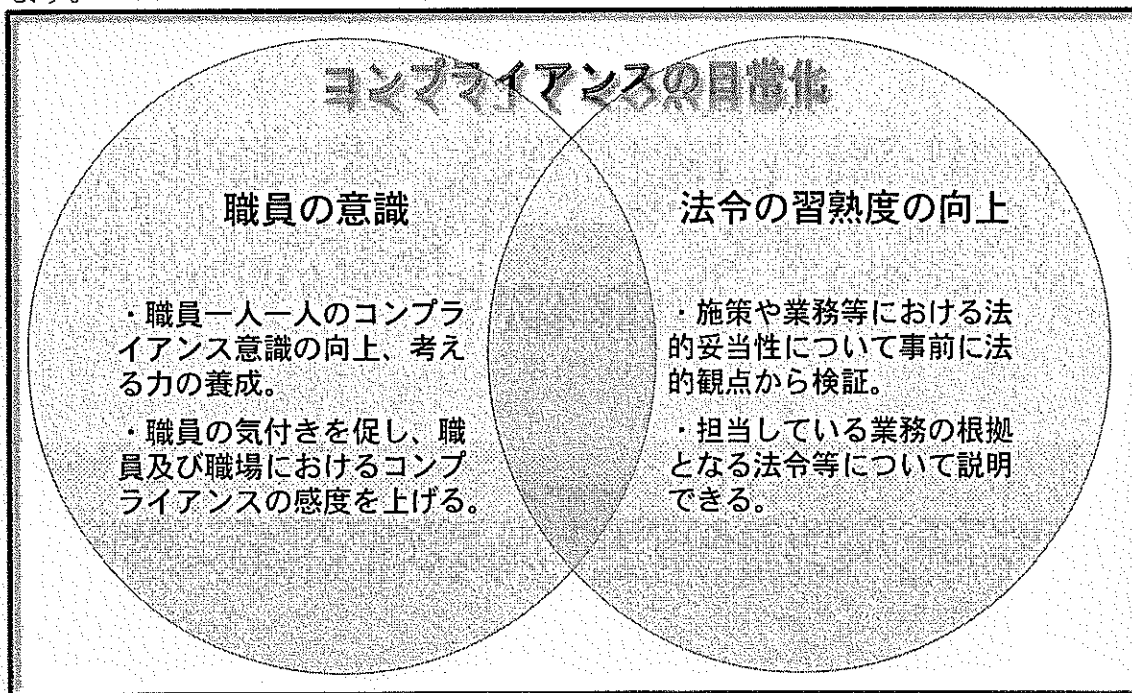 ます。
コンプライアンスの日常化
職員の意識
・職員一人一人のコンプラ
イアンス意識の向上、考え
る力の養成。
・職員の気付きを促し、職
員及び職場におけるコンプ
ライアンスの感度を上げる。
法令の習熟度の向上
・施策や業務等における法
的妥当性について事前に法
的観点から検証。
・担当している業務の根拠
となる法令等について説明
できる。